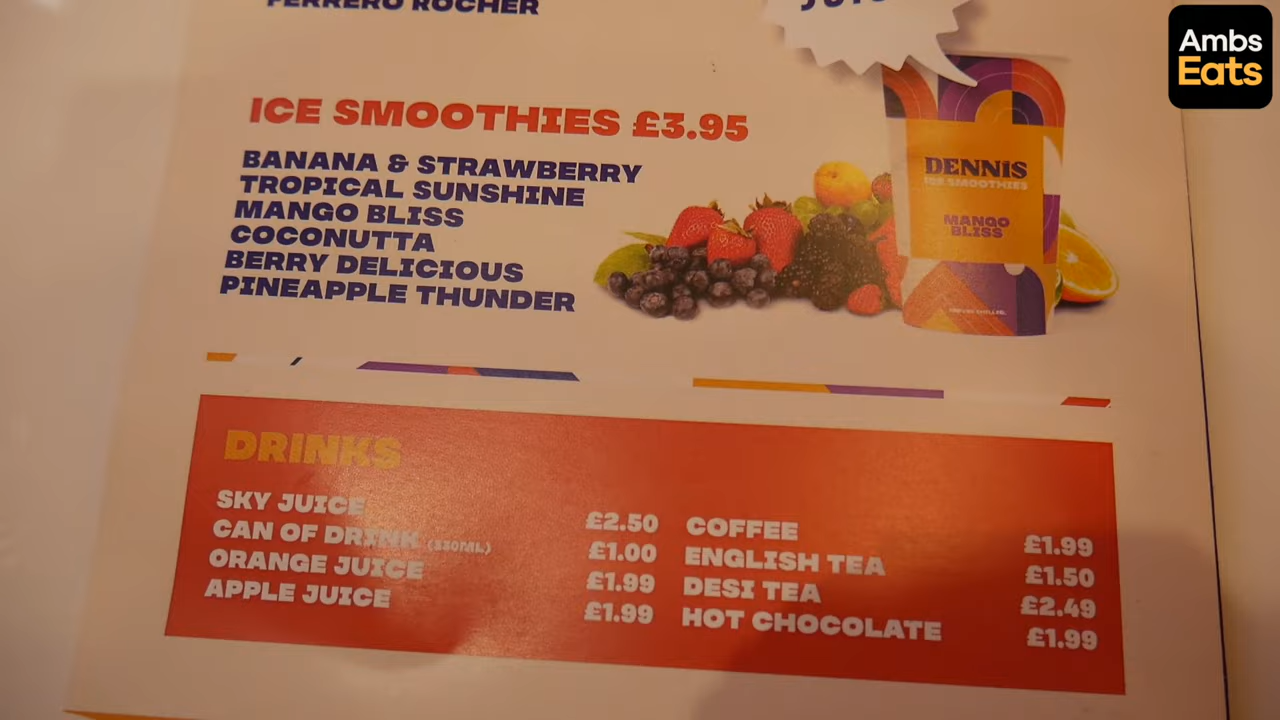 FERRERO ROCHER
Ambs
Eats
ICE SMOOTHIES £3.95
BANANA & STRAWBERRY
TROPICAL SUNSHINE
MANGO BLISS
COCONUTTA
BERRY DELICIOUS
PINEAPPLE THUNDER
DENNIS
ICE SMOOTHIES
MANGO
BLISS
DRINKS
SKY JUICE £2.50
CAN OF DRINK (330ML) £1.00
ORANGE JUICE £1.99
APPLE JUICE £1.99
COFFEE £1.99
ENGLISH TEA £1.50
DESI TEA £2.49
HOT CHOCOLATE £1.99